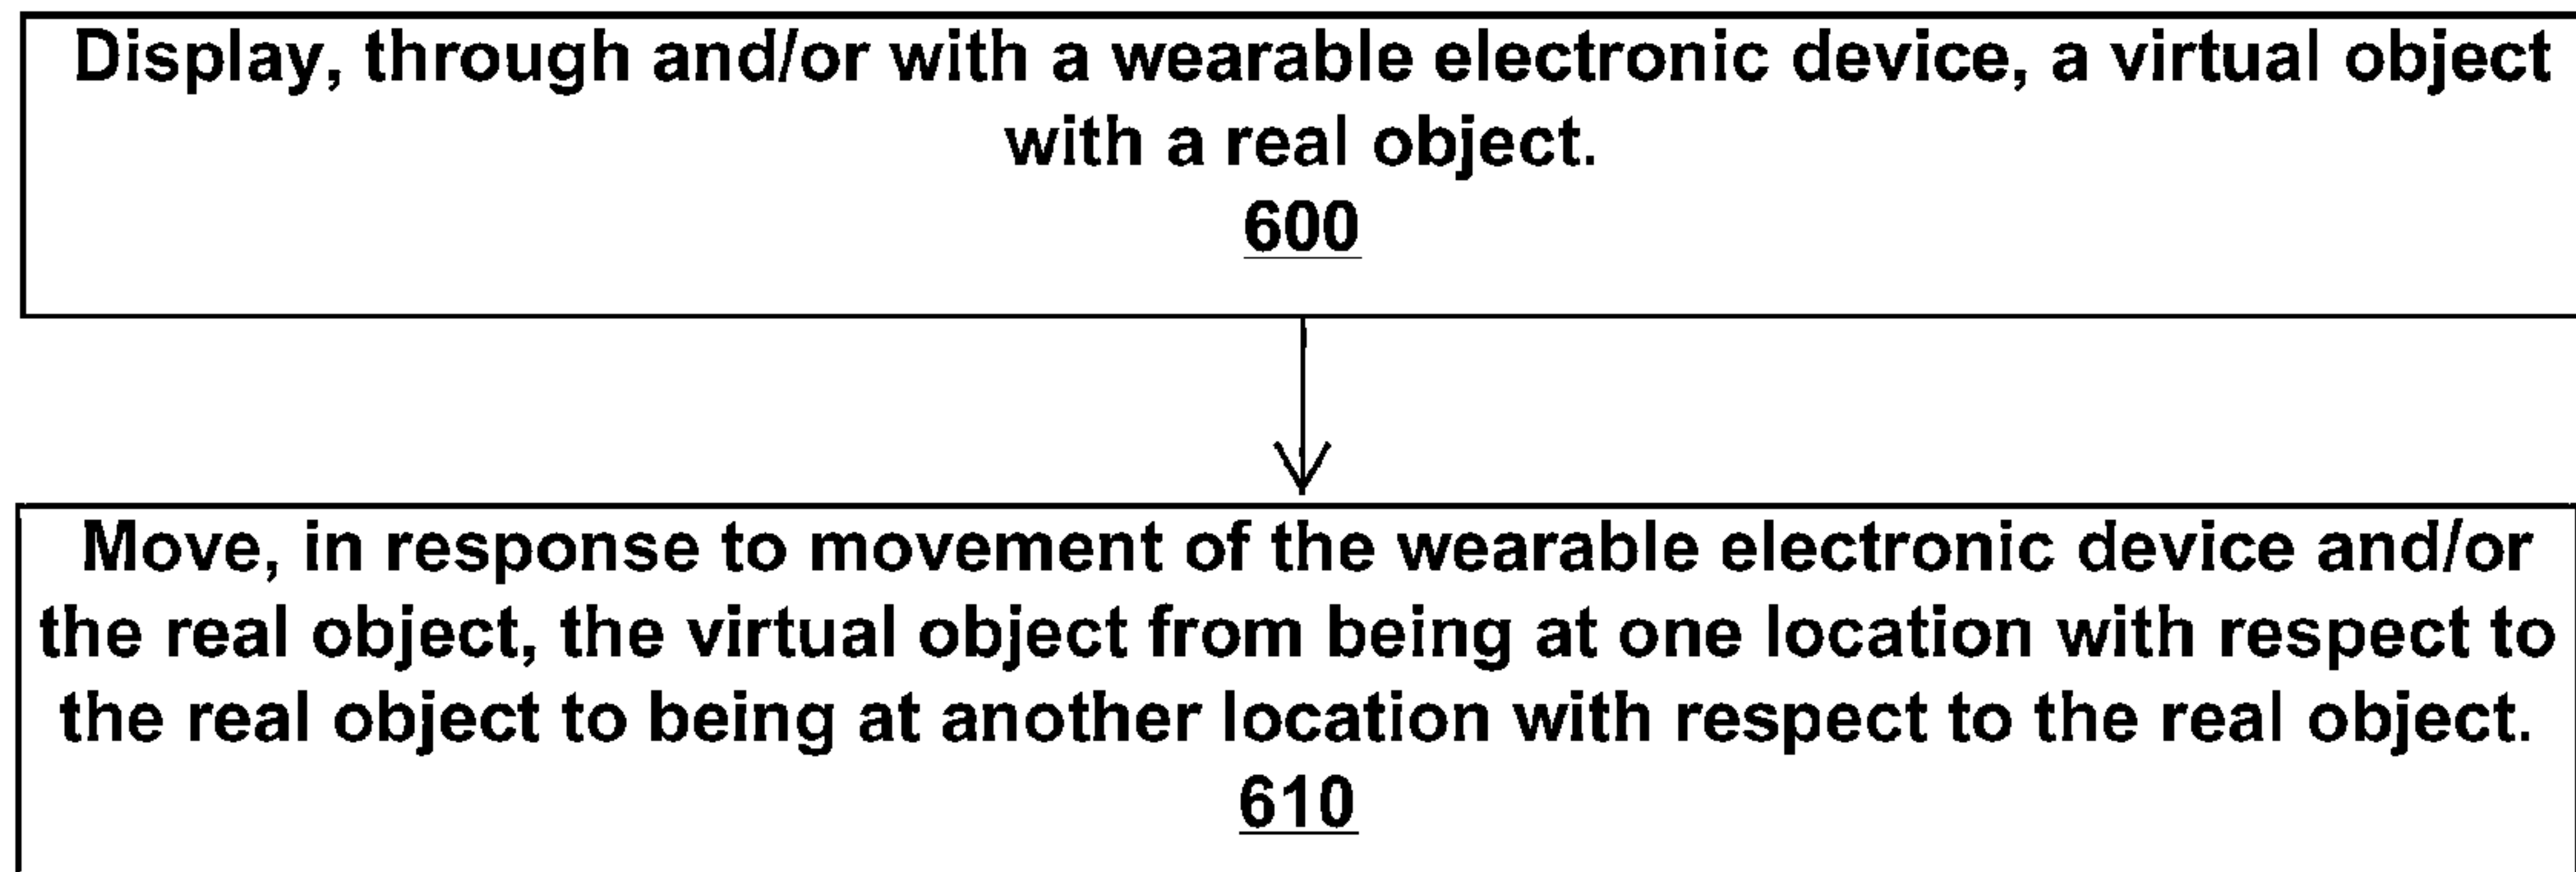 Display, through and/or with a wearable electronic device, a virtual object
with a real object.
600
Move, in response to movement of the wearable electronic device and/or
the real object, the virtual object from being at one location with respect to
the real object to being at another location with respect to the real object.
610